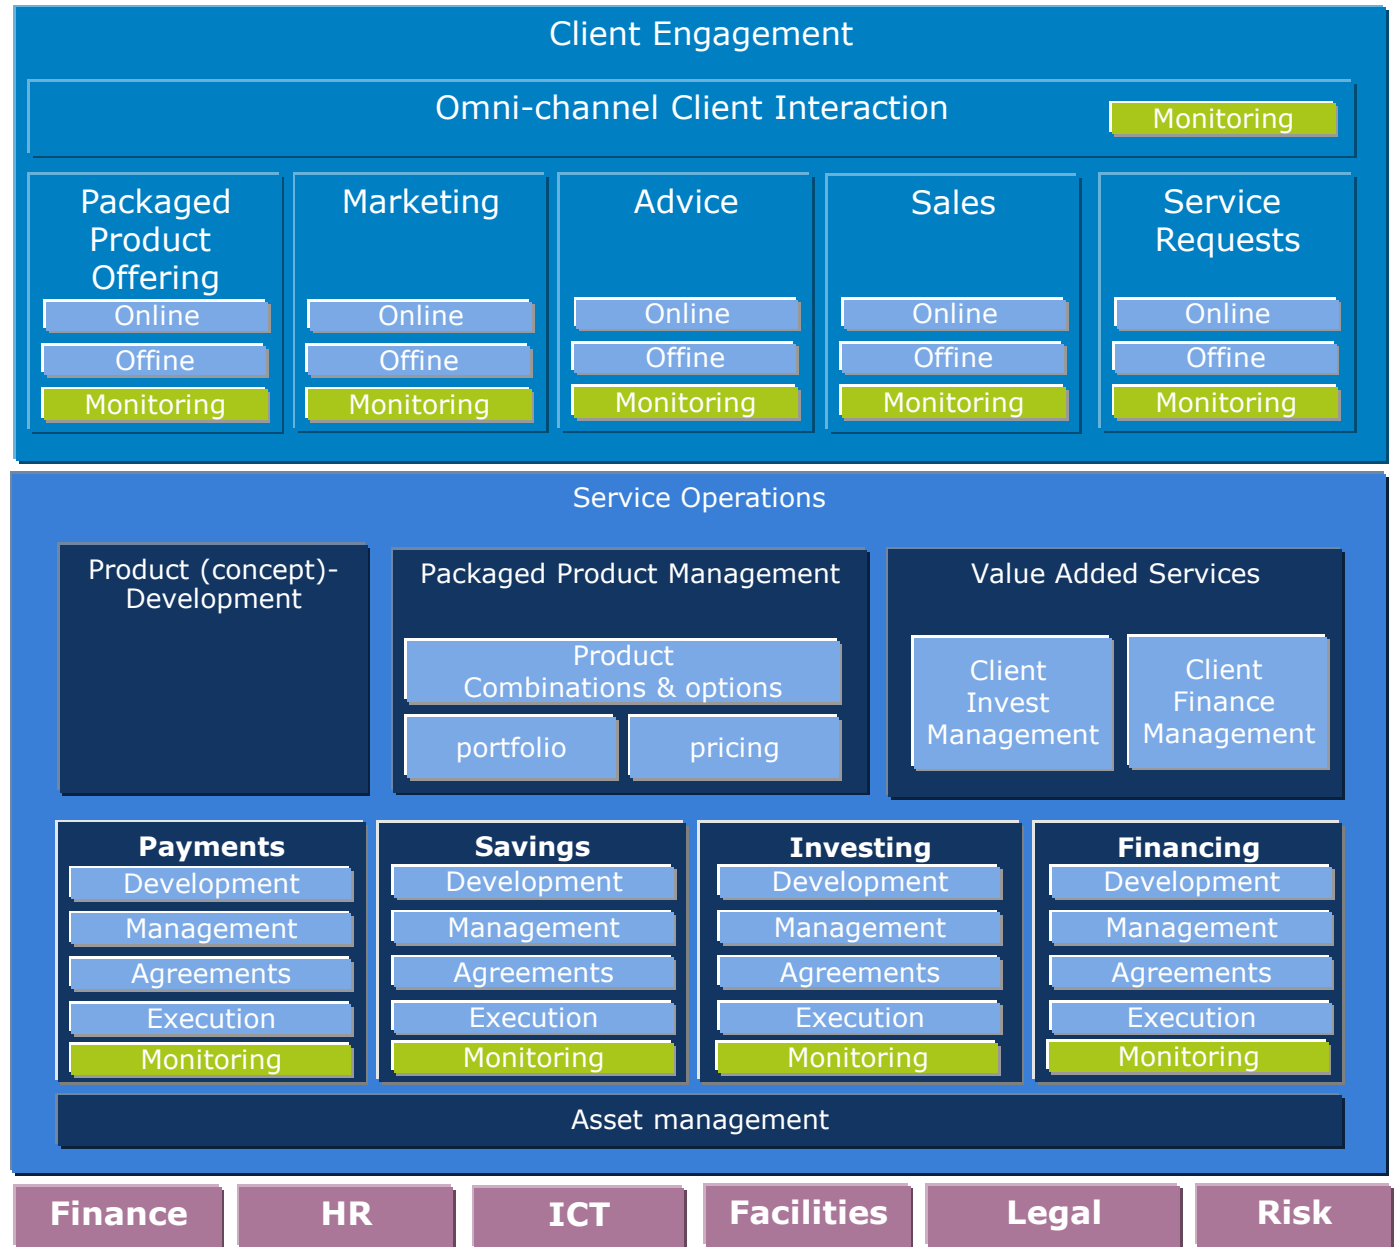 Client Engagement
Omni-channel Client Interaction
Monitoring
Packaged
Product
Offering
Online
Offine
Monitoring
Marketing
Online
Offine
Monitoring
Advice
Online
Offine
Monitoring
Sales
Online
Offine
Monitoring
Service
Requests
Online
Offine
Monitoring
Service Operations
Product (concept)-
Development
Packaged Product Management
Product
Combinations & options
portfolio
pricing
Value Added Services
Client
Invest
Management
Client
Finance
Management
Payments
Development
Management
Agreements
Execution
Monitoring
Savings
Development
Management
Agreements
Execution
Monitoring
Investing
Development
Management
Agreements
Execution
Monitoring
Financing
Development
Management
Agreements
Execution
Monitoring
Asset management
Finance
HR
ICT
Facilities
Legal
Risk